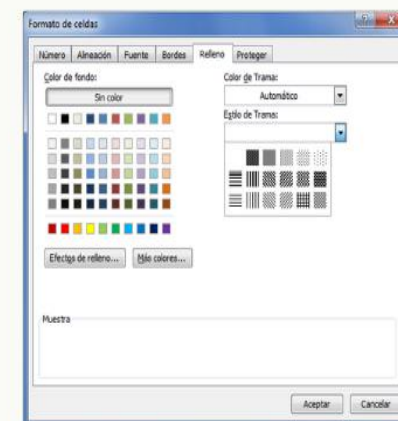 Formato de celdas
Número Alineación Fuente Bordes Relleno Proteger
Color de fondo:
Sin color
Efectos de relleno...
Más colores...
Color de Trama:
Automático
Estilo de Trama:
Muestra
Aceptar
Cancelar